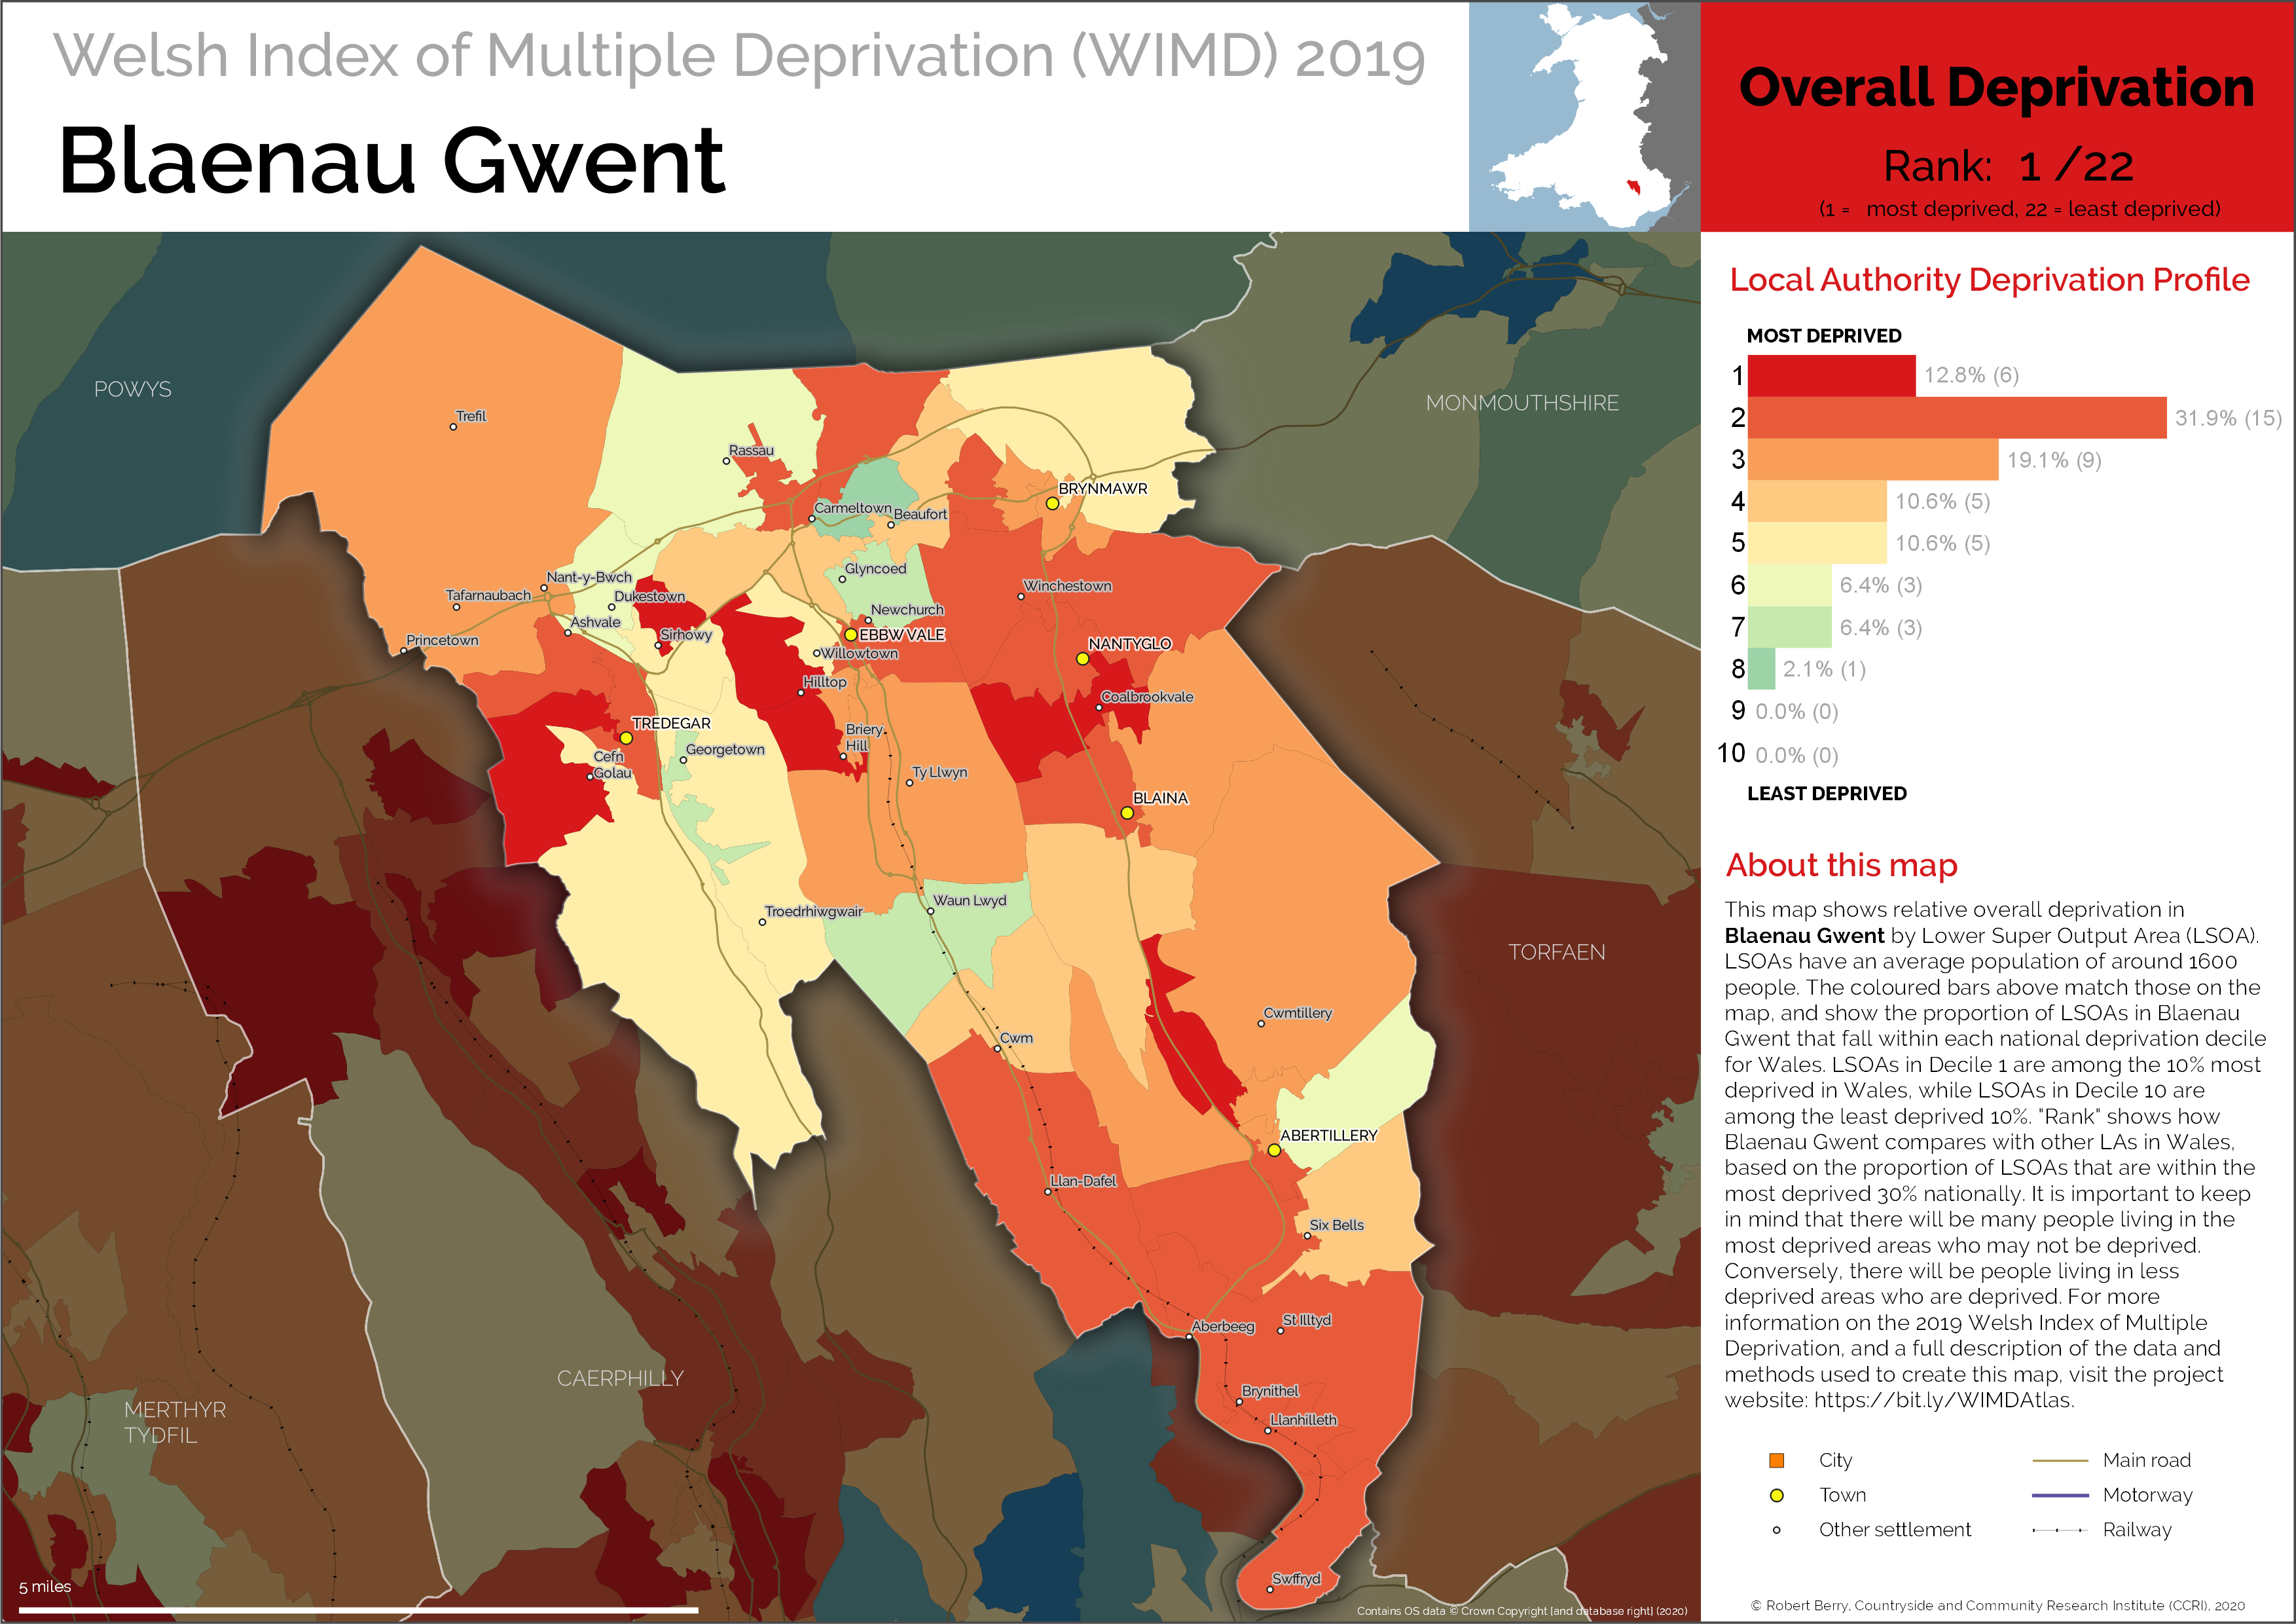 Welsh Index of Multiple Deprivation (WIMD) 2019
Blaenau Gwent
Overall Deprivation
Rank: 1 /22
(1 = most deprived, 22 = least deprived)
POWYS
MONMOUTHSHIRE
Trefil
Rassau
BRYNMAWR
Carmeltown
Beaufort
Glyncoed
Nant-y-Bwch
Tafarnaubach
Dukestown
Winchestown
Newchurch
Ashvale
Sirhowy
EBBW VALE
Princetown
NANTYGLO
Willowtown
Hilltop
Coalbrookvale
TREDEGAR
Briery
Hill
Georgetown
Cefn
Golau
Ty Llwyn
BLAINA
Waun Lwyd
Troedrhiwgwair
TORFAEN
Cwmtillery
Cwm
ABERTILLERY
Llan-Dafel
Six Bells
St Illtyd
Aberbeeg
CAERPHILLY
Brynithel
MERTHYR
TYDFIL
Llanhilleth
Swffryd
5 miles
Contains OS data © Crown Copyright [and database right] (2020)
Local Authority Deprivation Profile
MOST DEPRIVED
1 12.8% (6)
2 31.9% (15)
3 19.1% (9)
4 10.6% (5)
5 10.6% (5)
6 6.4% (3)
7 6.4% (3)
8 2.1% (1)
9 0.0% (0)
10 0.0% (0)
LEAST DEPRIVED
About this map
This map shows relative overall deprivation in
Blaenau Gwent by Lower Super Output Area (LSOA).
LSOAs have an average population of around 1600
people. The coloured bars above match those on the
map, and show the proportion of LSOAs in Blaenau
Gwent that fall within each national deprivation decile
for Wales. LSOAs in Decile 1 are among the 10% most
deprived in Wales, while LSOAs in Decile 10 are
among the least deprived 10%. "Rank" shows how
Blaenau Gwent compares with other LAs in Wales,
based on the proportion of LSOAs that are within the
most deprived 30% nationally. It is important to keep
in mind that there will be many people living in the
most deprived areas who may not be deprived.
Conversely, there will be people living in less
deprived areas who are deprived. For more
information on the 2019 Welsh Index of Multiple
Deprivation, and a full description of the data and
methods used to create this map, visit the project
website: https://bit.ly/WIMDAtlas.
City
Town
Other settlement
Main road
Motorway
Railway
© Robert Berry, Countryside and Community Research Institute (CCRI), 2020